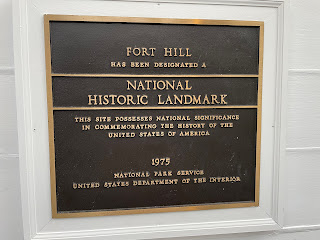 FORT HILL
HAS BEEN DESIGNATED A
NATIONAL
HISTORIC LANDMARK
THIS SITE POSSESSES NATIONAL SIGNIFICANCE
IN COMMEMORATING THE HISTORY OF THE
UNITED STATES OF AMERICA
1975
NATIONAL PARK SERVICE
UNITED STATES DEPARTMENT OF THE INTERIOR